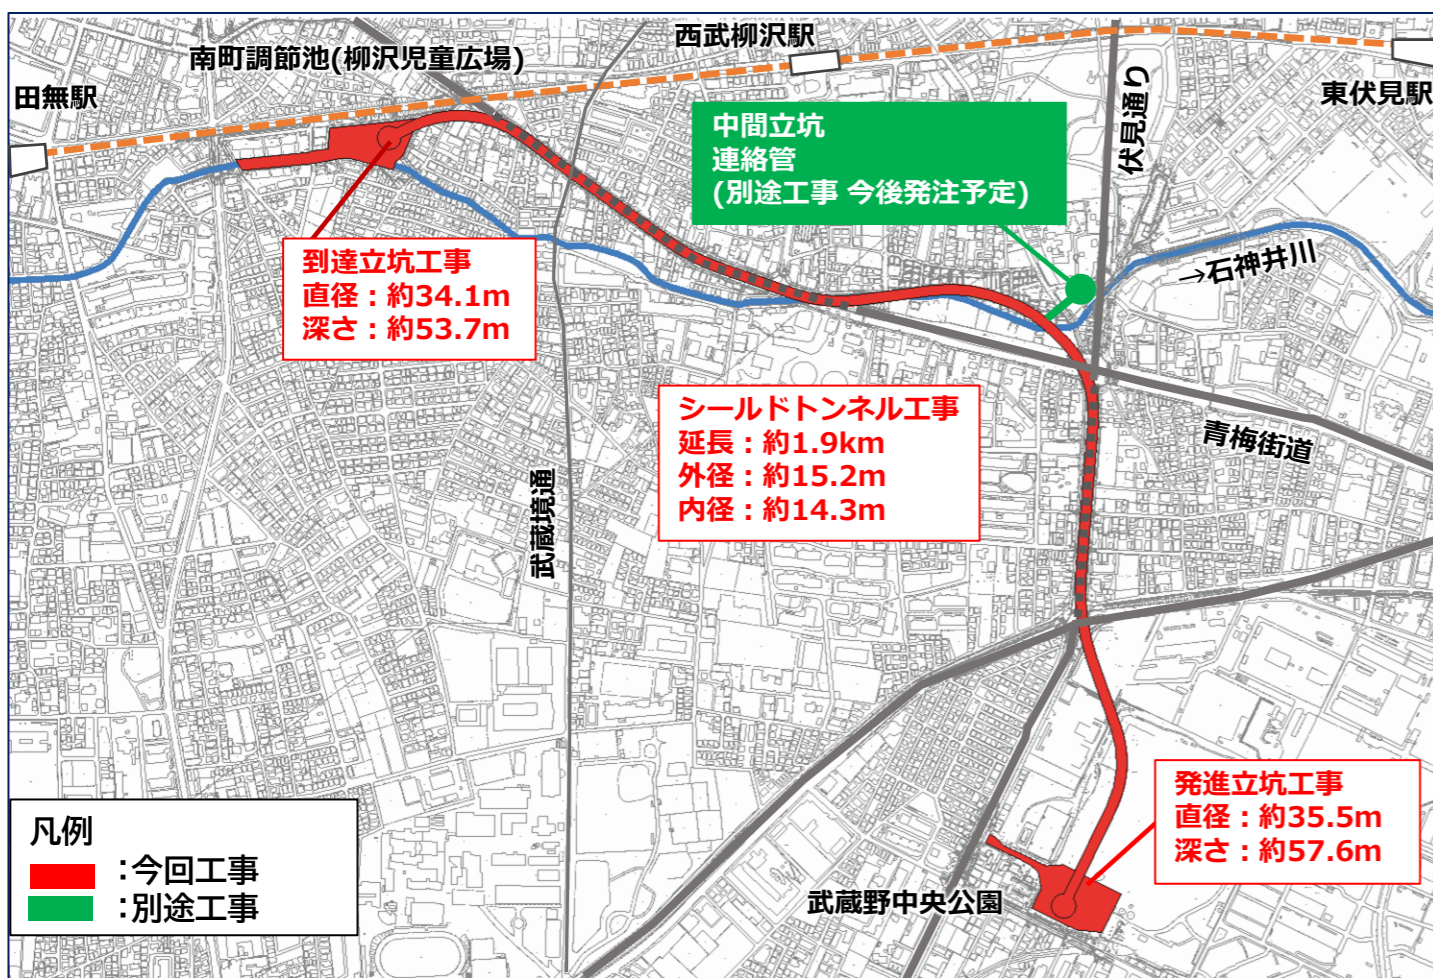 南町調節池(柳沢児童広場)
西武柳沢駅
田無駅
東伏見駅
伏見通り
中間立坑
連絡管
(別途工事 今後発注予定)
→石神井川
到達立坑工事
直径：約34.1m
深さ：約53.7m
シールドトンネル工事
延長：約1.9km
外径：約15.2m
内径：約14.3m
青梅街道
武蔵境通
発進立坑工事
直径：約35.5m
深さ：約57.6m
武蔵野中央公園
凡例
：今回工事
：別途工事